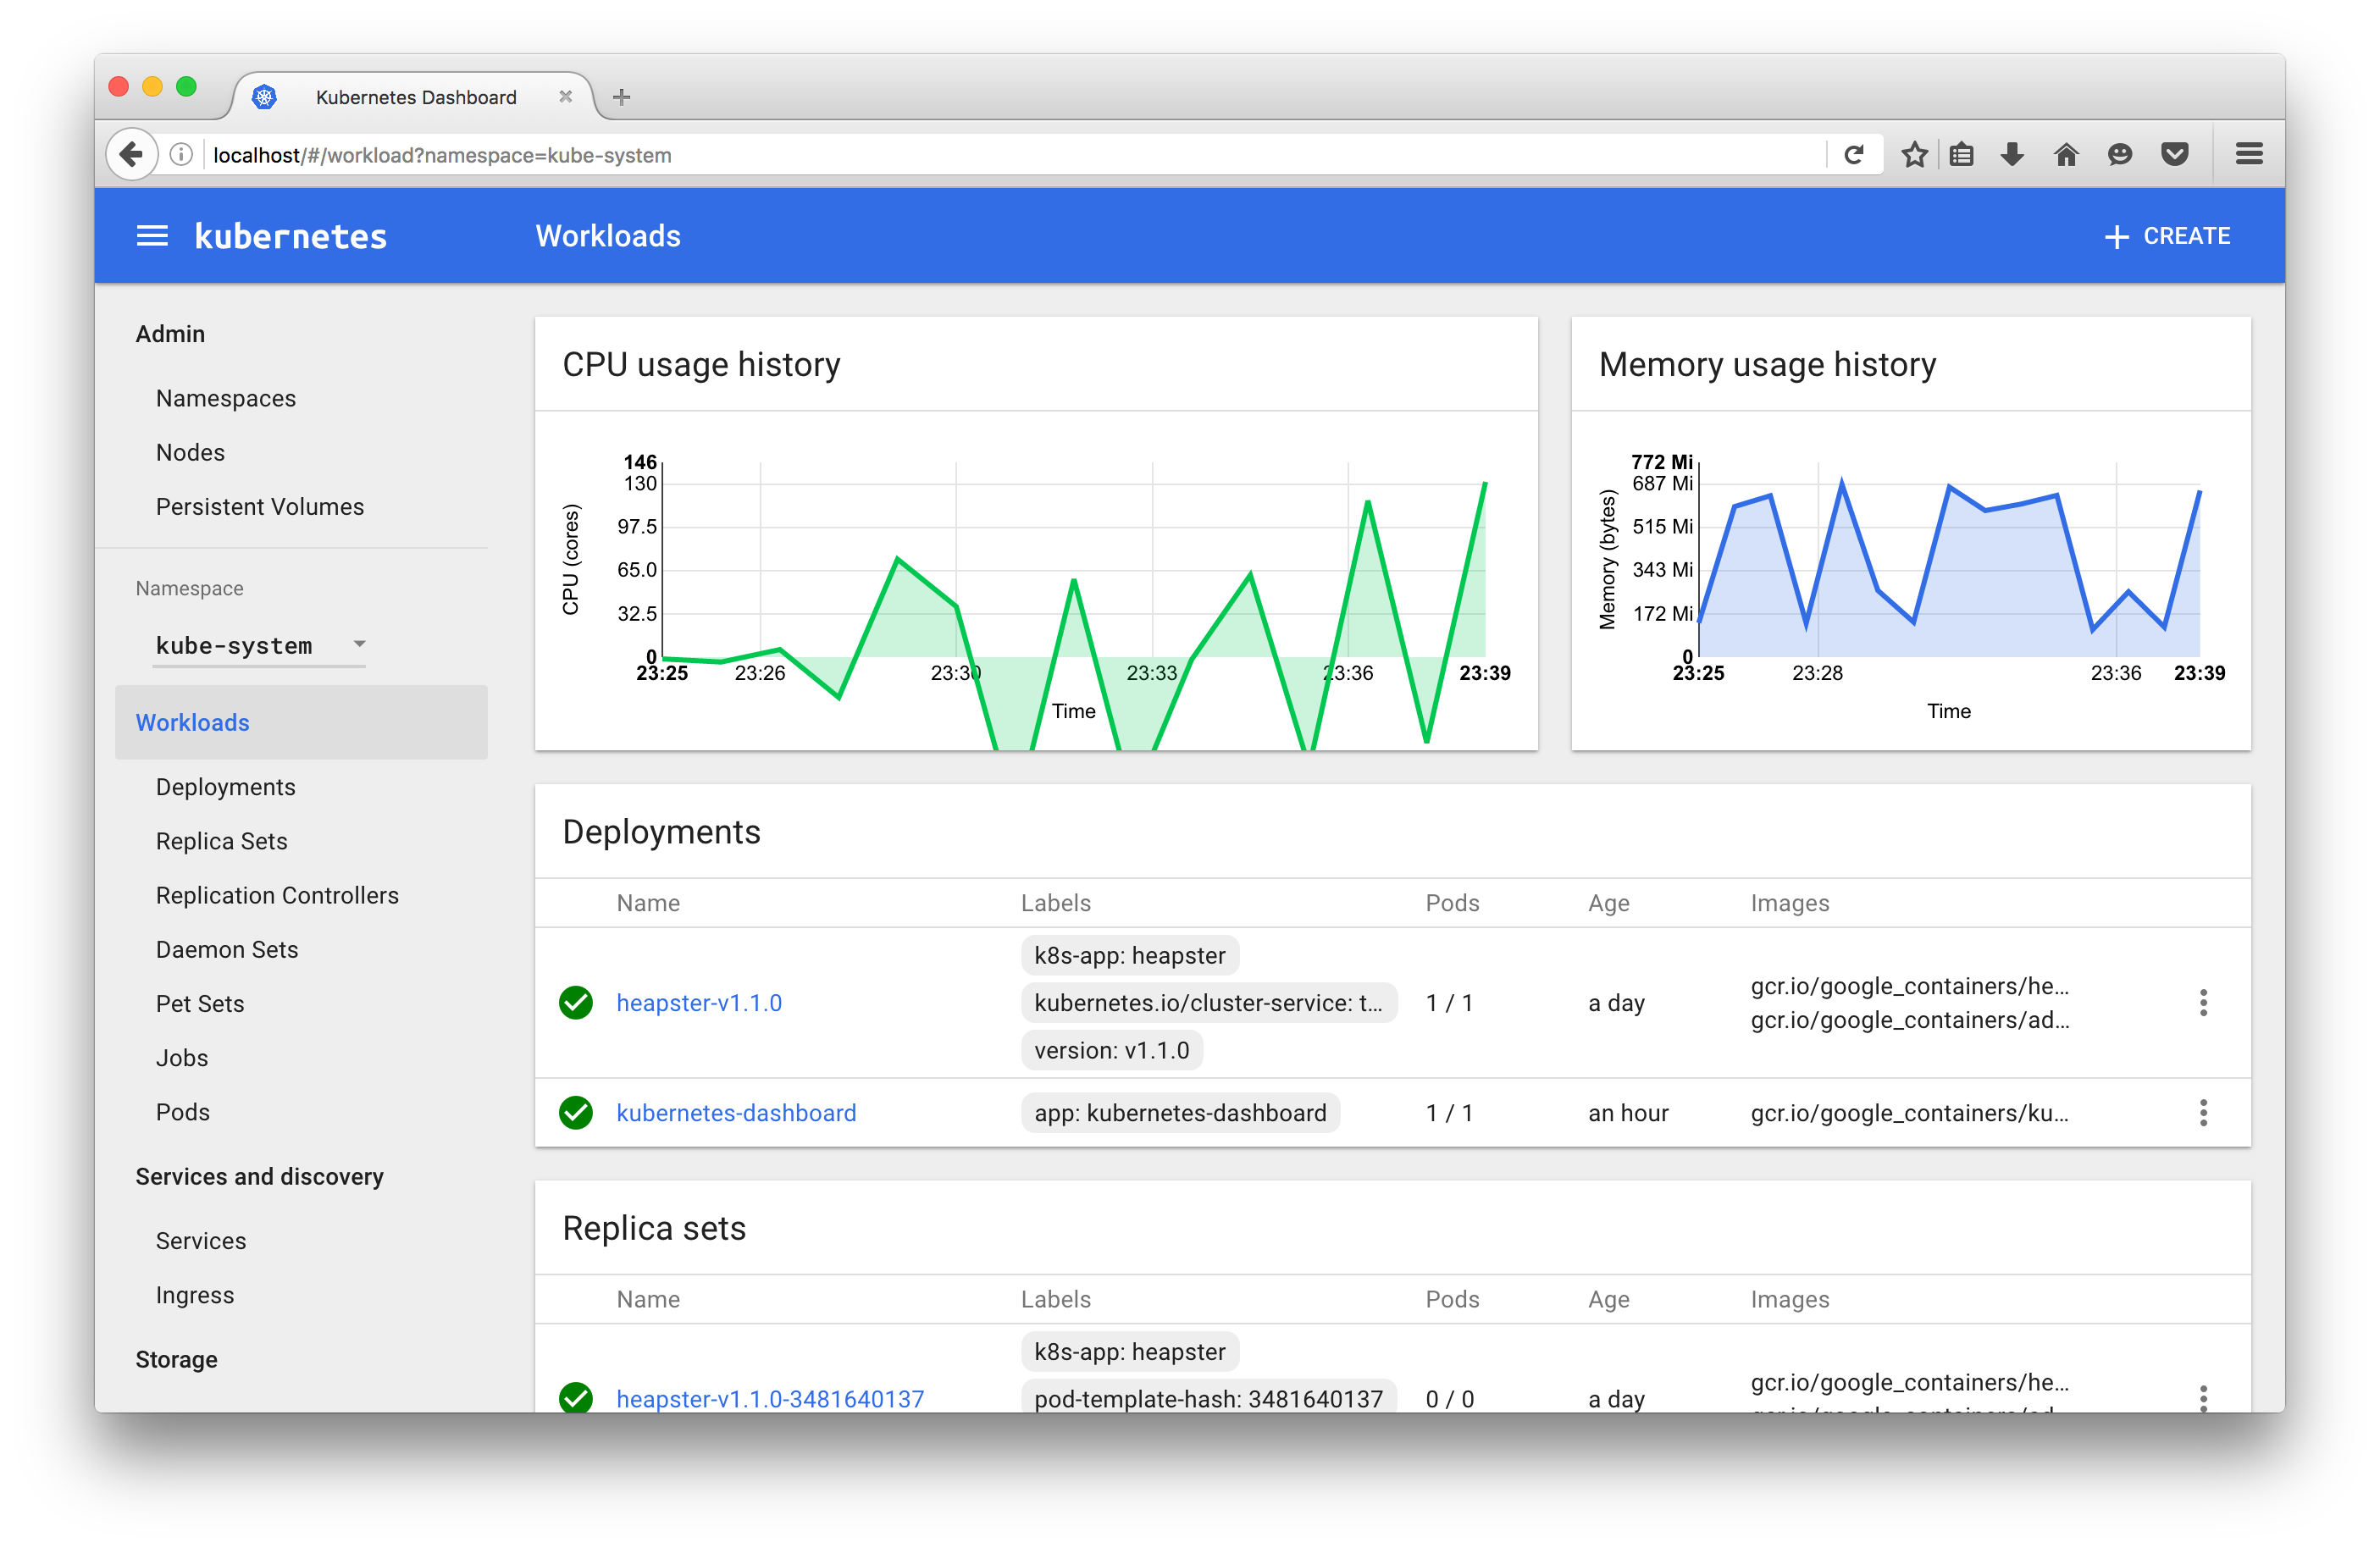 Kubernetes Dashboard
localhost/#/workload?namespace=kube-system
kubernetes
Workloads
CREATE
Admin
Namespaces
Nodes
Persistent Volumes
Namespace
kube-system
Workloads
Deployments
Replica Sets
Replication Controllers
Daemon Sets
Pet Sets
Jobs
Pods
Services and discovery
Services
Ingress
Storage
CPU usage history
CPU (cores)
146
130
97.5
65.0
32.5
0
23:25 23:26 23:30 23:33 23:36 23:39
Time
Memory usage history
Memory (bytes)
772 Mi
687 Mi
515 Mi
343 Mi
172 Mi
0
23:25 23:28 23:36 23:39
Time
Deployments
Name Labels Pods Age Images
k8s-app: heapster
heapster-v1.1.0 kubernetes.io/cluster-service: t... 1 / 1 a day
version: v1.1.0
gcr.io/google_containers/he...
gcr.io/google_containers/ad...
kubernetes-dashboard app: kubernetes-dashboard 1 / 1 an hour gcr.io/google_containers/ku...
Replica sets
Name Labels Pods Age Images
k8s-app: heapster
heapster-v1.1.0-3481640137 pod-template-hash: 3481640137 0 / 0 a day
gcr.io/google_containers/he...